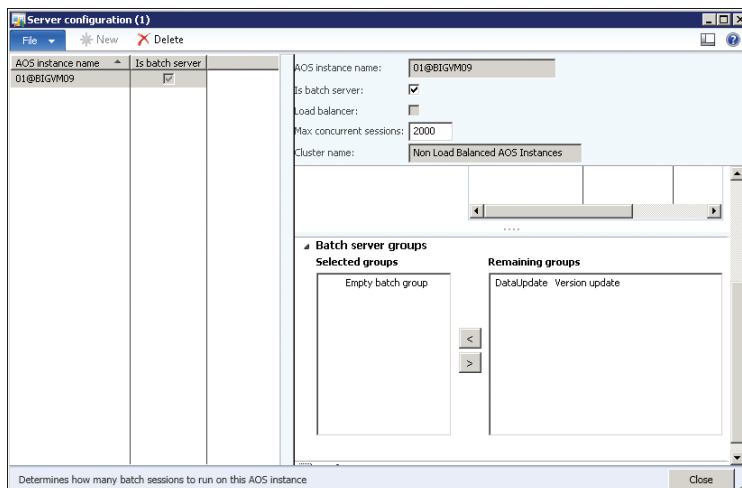 Server configuration (1)
File New Delete
AOS instance name Is batch server
01@BIGVM09
AOS instance name: 01@BIGVM09
Is batch server:
Load balancer:
Max concurrent sessions: 2000
Cluster name: Non Load Balanced AOS Instances
Batch server groups
Selected groups Remaining groups
Empty batch group DataUpdate Version update
<
>
Determines how many batch sessions to run on this AOS instance Close